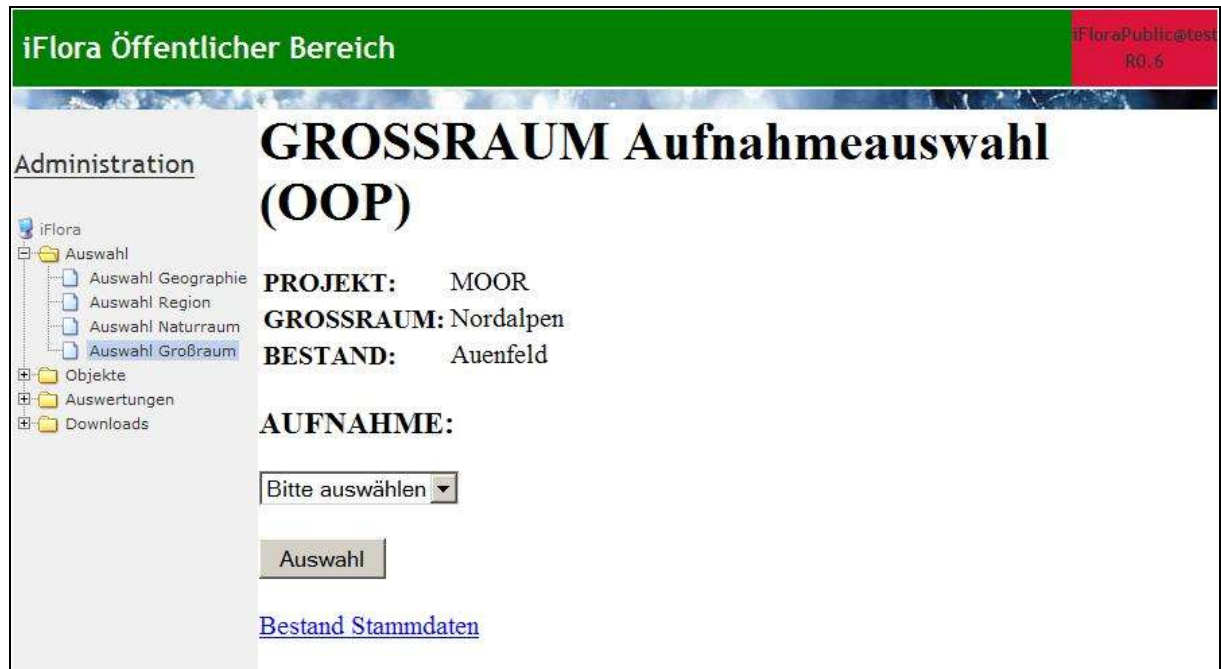 iFlora Öffentlicher Bereich
iFloraPublic@test
R0.6
Administration
iFlora
Auswahl
Auswahl Geographie
Auswahl Region
Auswahl Naturraum
Auswahl Großraum
Objekte
Auswertungen
Downloads
GROSSRAUM Aufnahmeauswahl
(OOP)
PROJEKT: MOOR
GROSSRAUM: Nordalpen
BESTAND: Auenfeld
AUFNAHME:
Bitte auswählen
Auswahl
Bestand Stammdaten